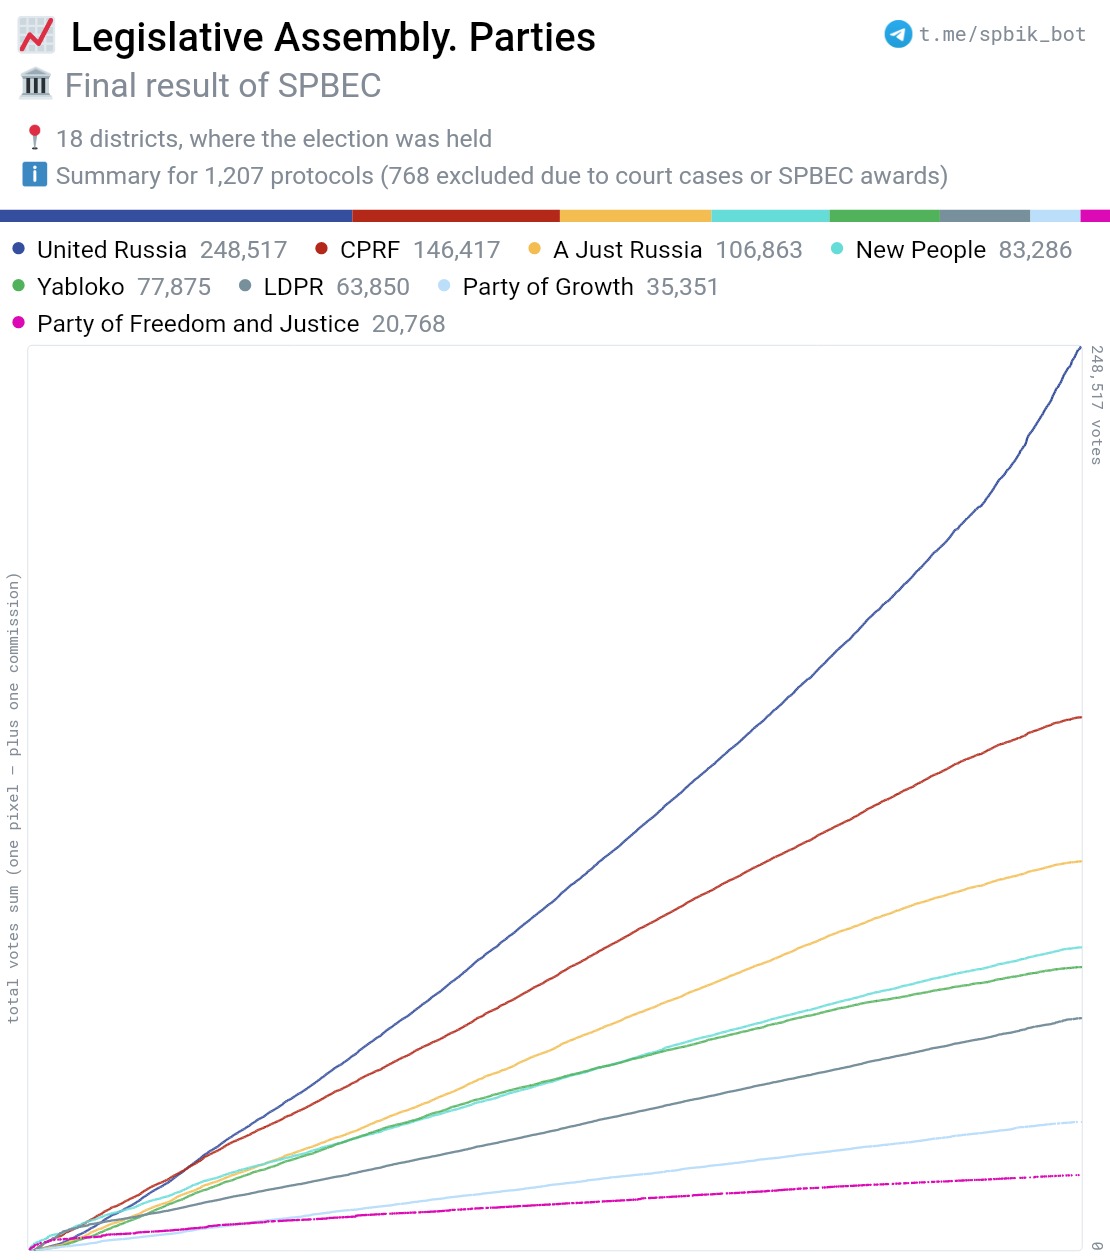 Legislative Assembly. Parties
t.me/spbik_bot
Final result of SPBEC
18 districts, where the election was held
Summary for 1,207 protocols (768 excluded due to court cases or SPBEC awards)
United Russia 248,517 CPRF 146,417 A Just Russia 106,863 New People 83,286
Yabloko 77,875 LDPR 63,850 Party of Growth 35,351
Party of Freedom and Justice 20,768
248,517 votes
total votes sum (one pixel — plus one commission)
0